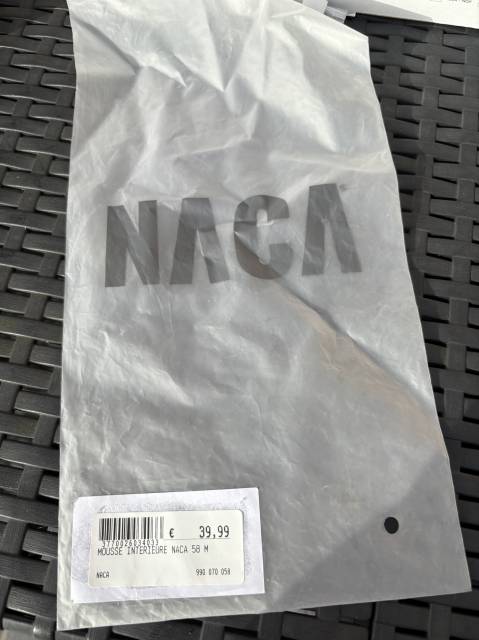 NACA
€ 39,99
3770026034033
MOUSSE INTERIEURE NACA 58 M
NACA 990 070 058